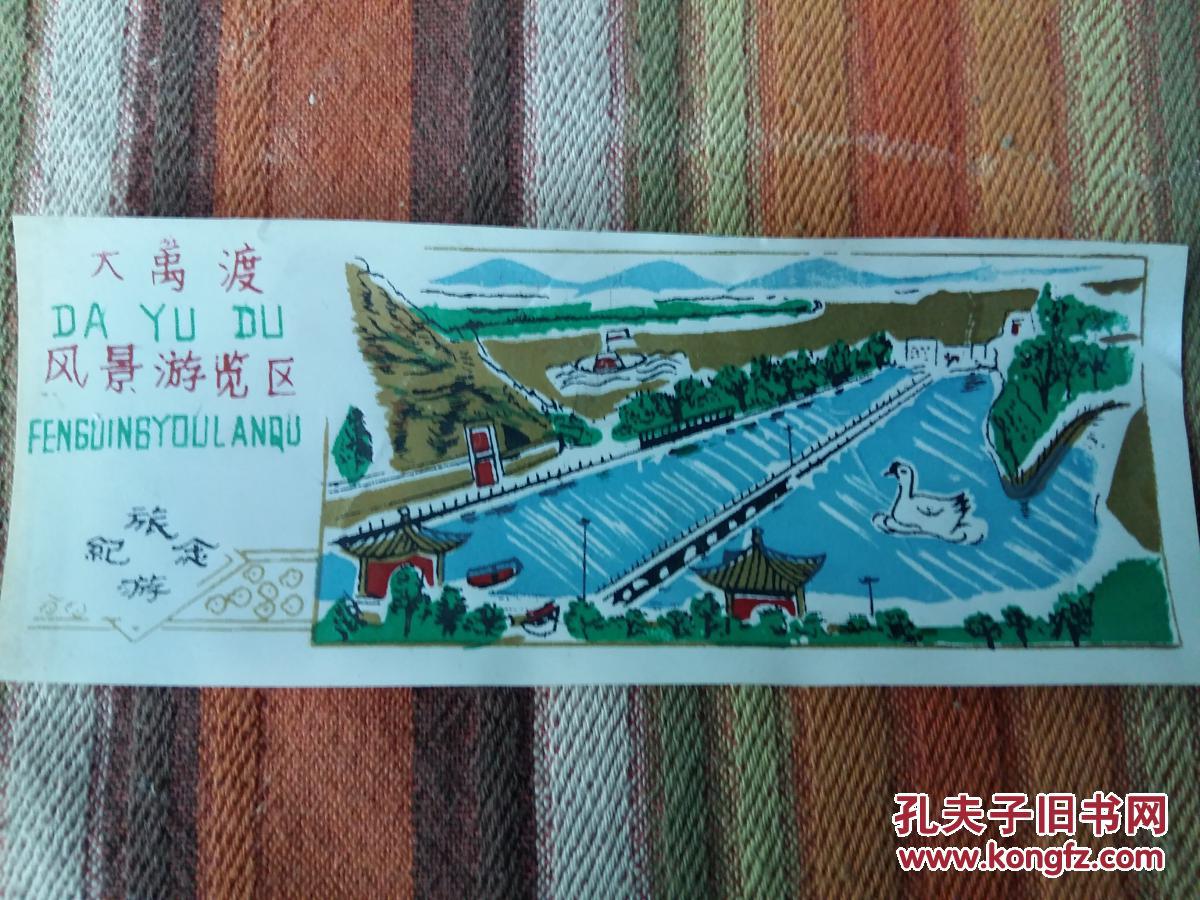 大禹渡
DA YU DU
风景游览区
FENGUINGYOULANQU
旅游
紀念
孔夫子旧书网
www.kongfz.com